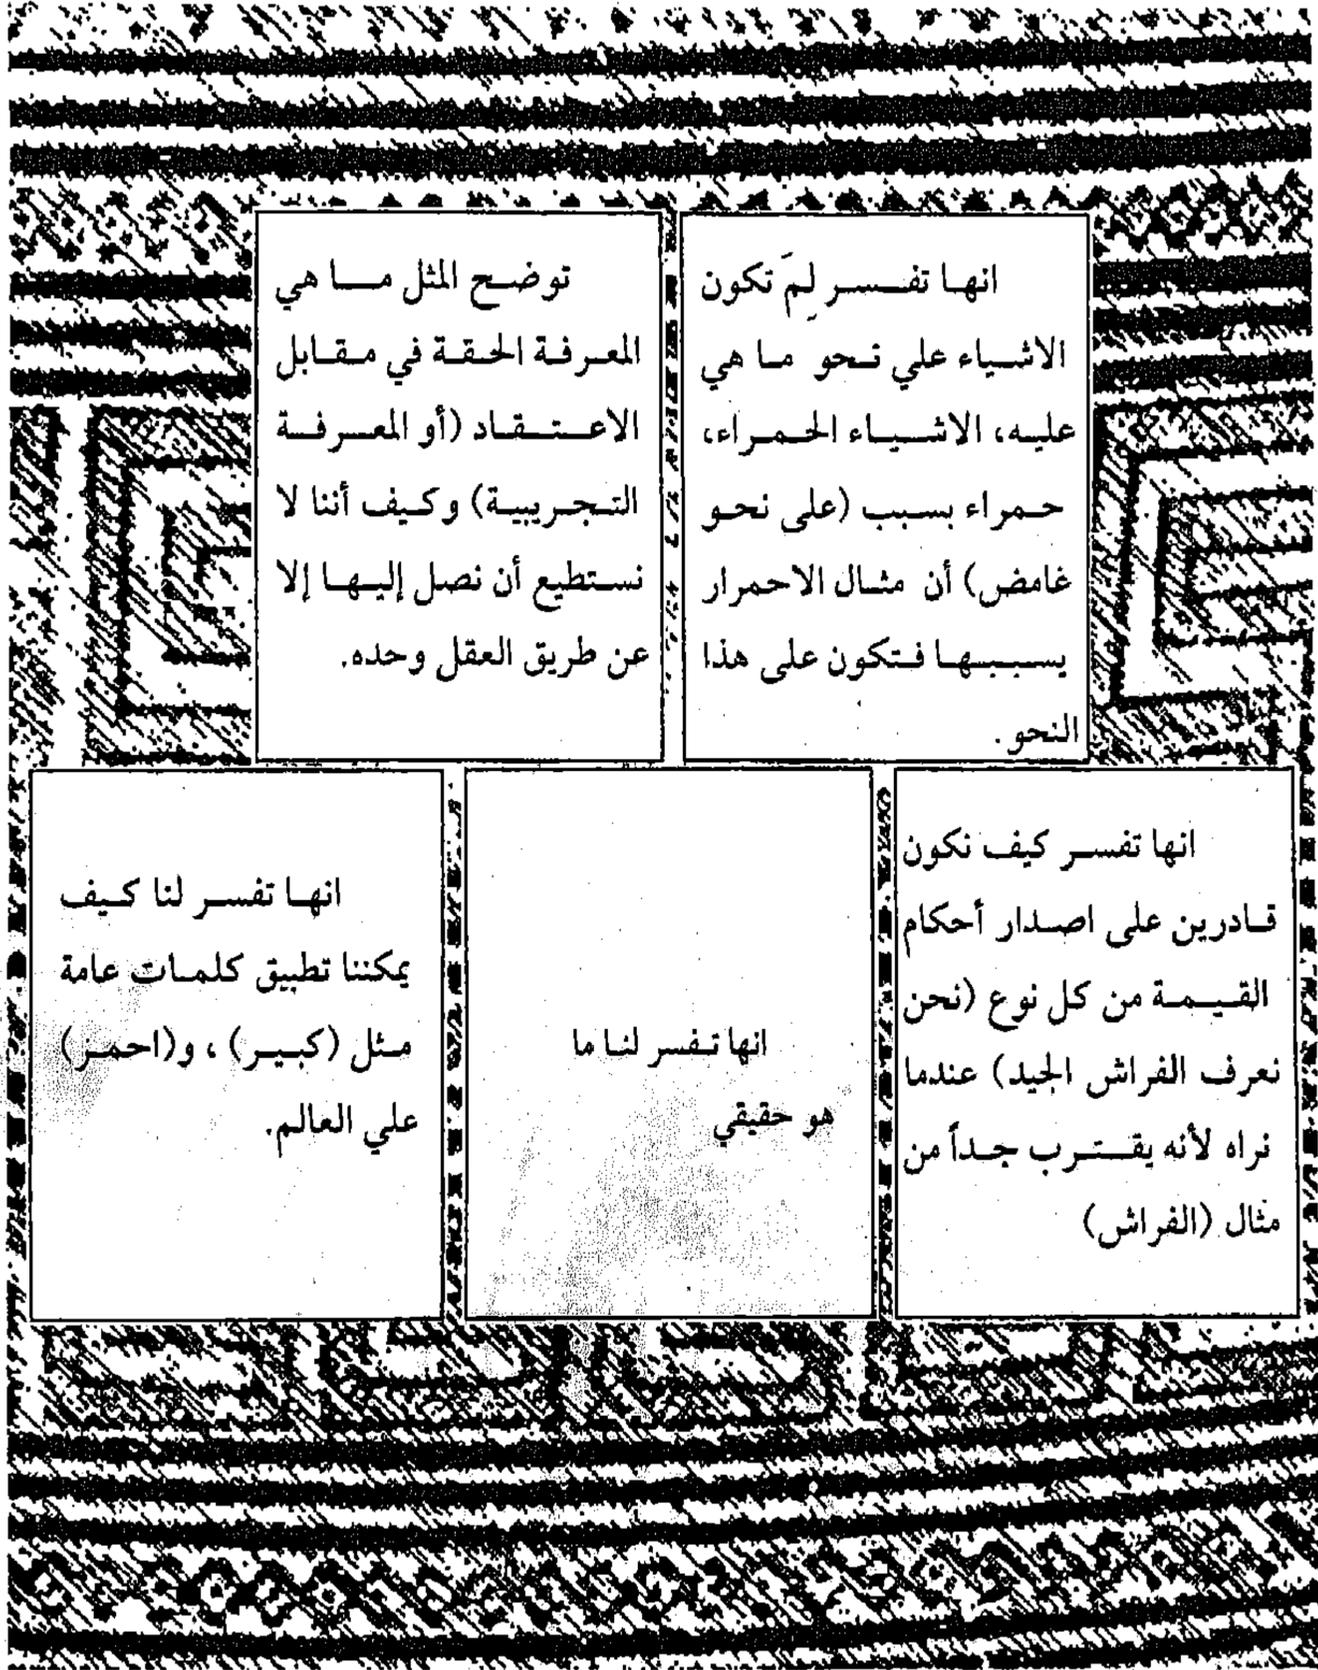 انها تفسر لِمَ تكون
الاشياء علي نحو ما هي
عليه، الاشياء الحمراء،
حمراء بسبب (على نحو
غامض) أن مثال الاحمرار
يسببها فتكون على هذا
النحو.
توضح المثل ما هي
المعرفة الحقة في مقابل
الاعتقاد (أو المعرفة
التجريبية) وكيف أننا لا
نستطيع أن نصل إليها إلا
عن طريق العقل وحده.
انها تفسر كيف نكون
قادرين على اصدار أحكام
القيمة من كل نوع (نحن
نعرف الفراش الجيد) عندما
نراه لأنه يقترب جداً من
مثال (الفراش)
انها تفسر لنا ما
هو حقيقي
انها تفسر لنا كيف
يمكننا تطبيق كلمات عامة
مثل (كبير)، و(احمز)
علي العالم.